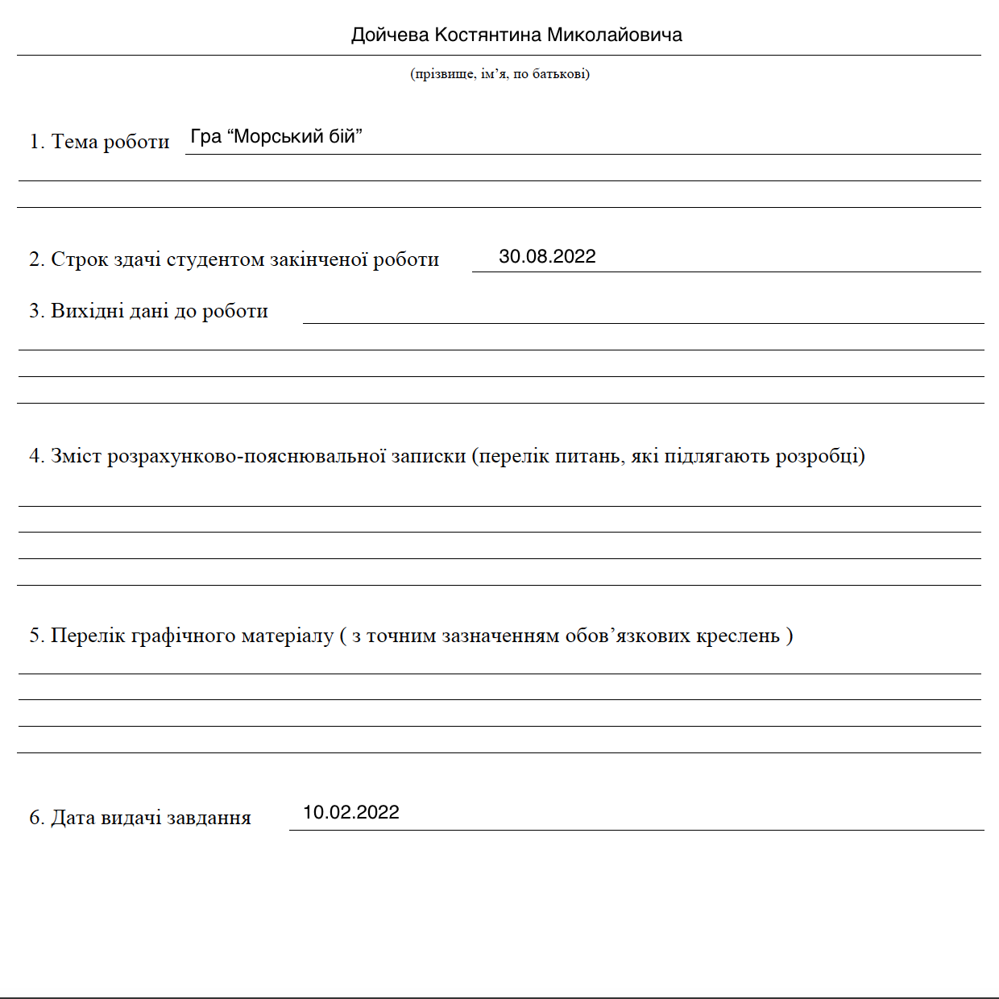 Дойчева Костянтина Миколайовича
(прізвище, ім’я, по батькові)
1. Тема роботи Гра “Морський бій”
2. Строк здачі студентом закінченої роботи 30.08.2022
3. Вихідні дані до роботи
4. Зміст розрахунково-пояснювальної записки (перелік питань, які підлягають розробці)
5. Перелік графічного матеріалу ( з точним зазначенням обов’язкових креслень )
6. Дата видачі завдання 10.02.2022